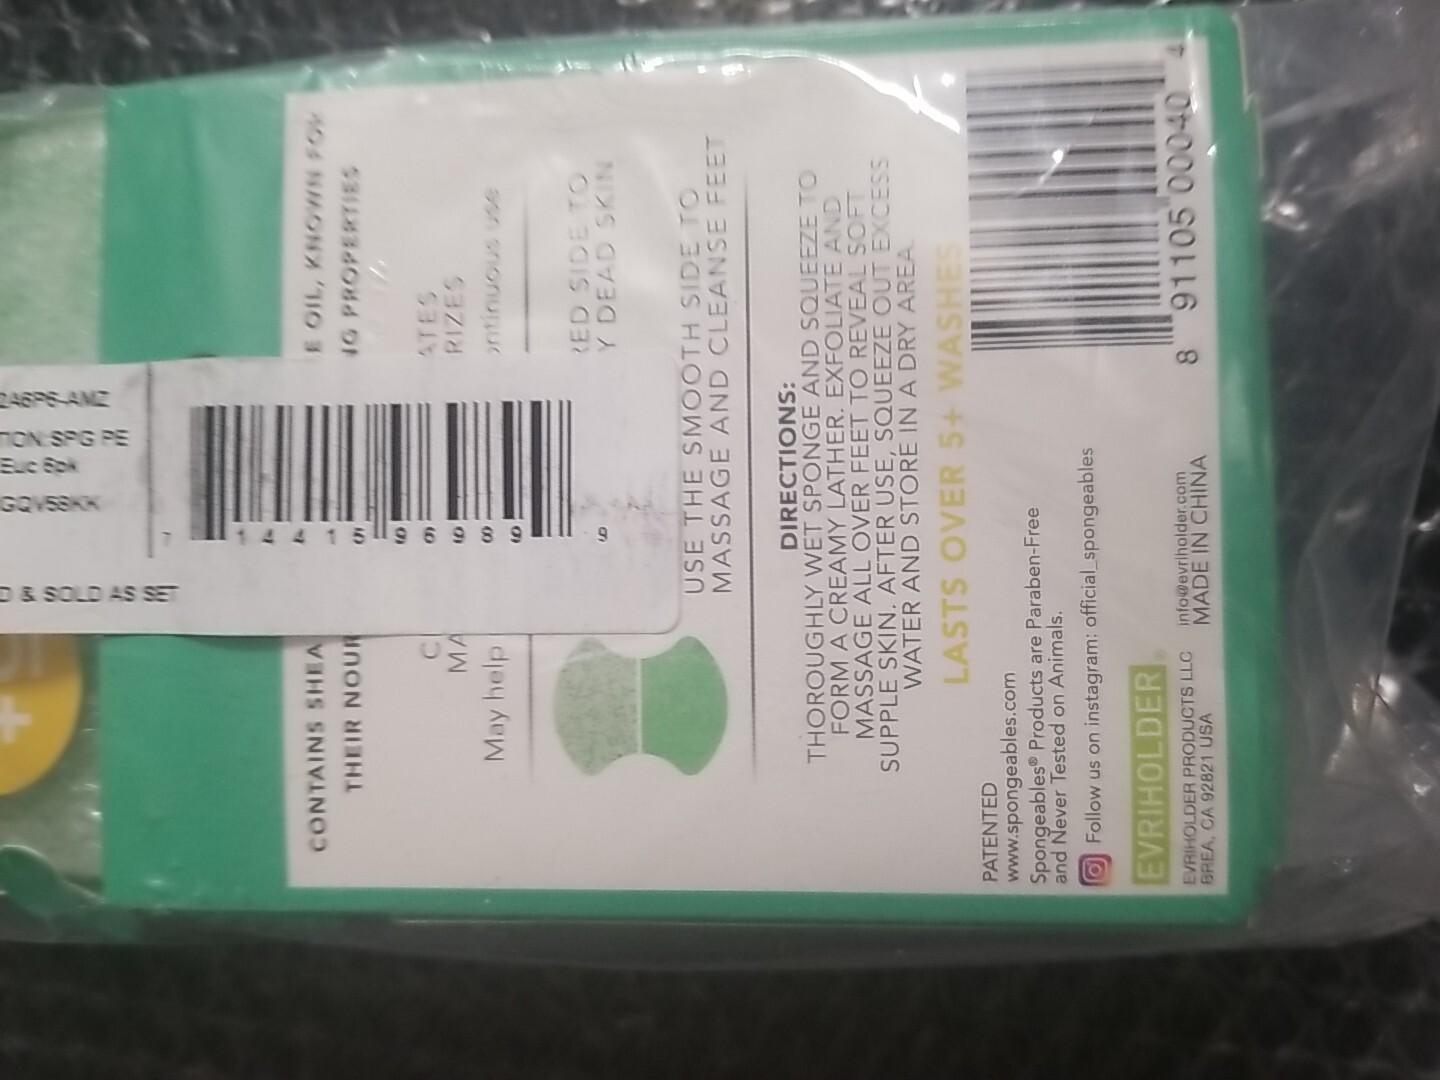 CONTAINS SHEA
E OIL, KNOWN FOR
THEIR NOUR
NG PROPERTIES
ATES
MA
RIZES
May help
ontinuous use
RED SIDE TO
Y DEAD SKIN
USE THE SMOOTH SIDE TO
MASSAGE AND CLEANSE FEET
DIRECTIONS:
THOROUGHLY WET SPONGE AND SQUEEZE TO
FORM A CREAMY LATHER. EXFOLIATE AND
MASSAGE ALL OVER FEET TO REVEAL SOFT
SUPPLE SKIN. AFTER USE, SQUEEZE OUT EXCESS
WATER AND STORE IN A DRY AREA.
LASTS OVER 5+ WASHES
PATENTED
www.spongeables.com
Spongeables® Products are Paraben-Free
and Never Tested on Animals.
Follow us on instagram: official_spongeables
EVRIHOLDER®
EVRIHOLDER PRODUCTS LLC
BREA, CA 92821 USA
info@evriholder.com
MADE IN CHINA
8 91105 00040 4
2A6P6-AMZ
TION: SPG PE
Euc 6pk
GQV58KK
7 14415 96989 9
D & SOLD AS SET
+